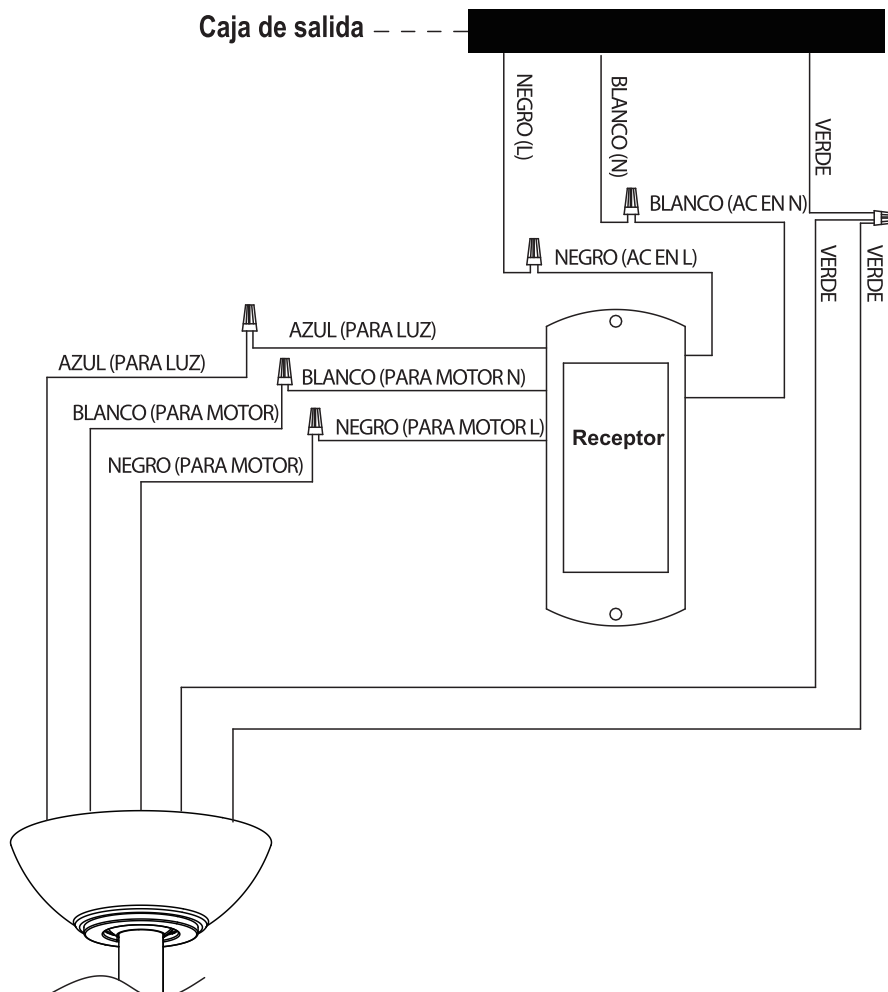 Caja de salida
NEGRO (L)
BLANCO (N)
VERDE
BLANCO (AC EN N)
NEGRO (AC EN L)
VERDE
VERDE
AZUL (PARA LUZ)
AZUL (PARA LUZ)
BLANCO (PARA MOTOR N)
BLANCO (PARA MOTOR)
NEGRO (PARA MOTOR L)
Receptor
NEGRO (PARA MOTOR)